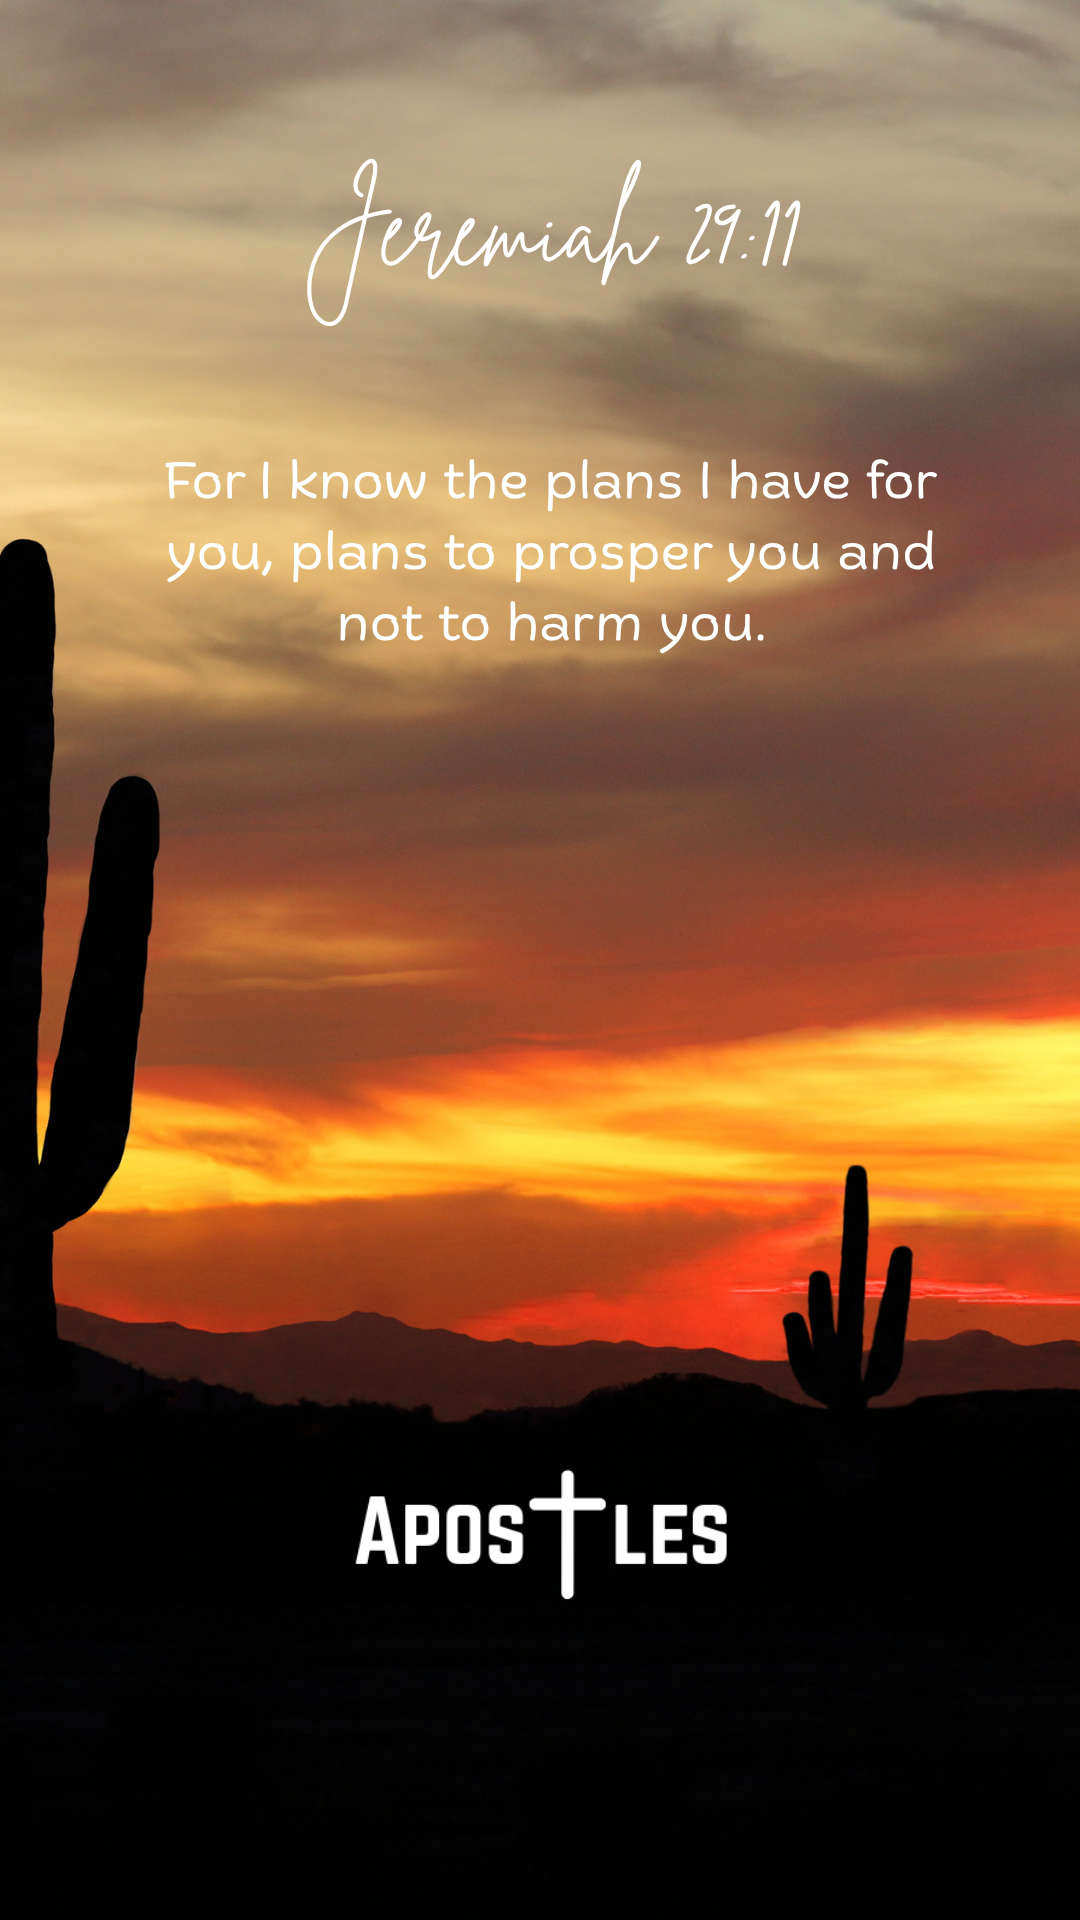 Jeremiah 29:11
For I know the plans I have for
you, plans to prosper you and
not to harm you.
APOSTLES